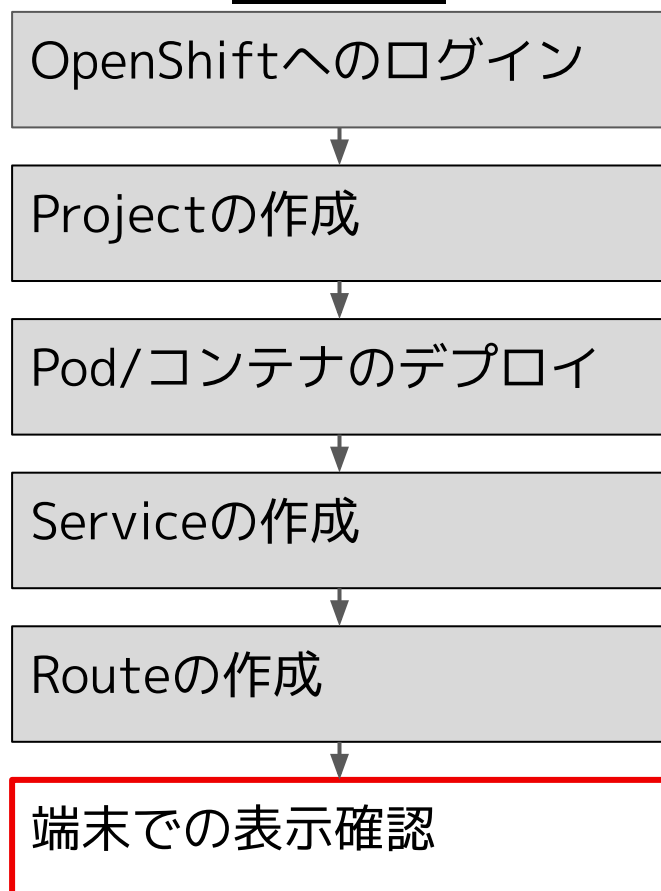 OpenShiftへのログイン
Projectの作成
Pod/コンテナのデプロイ
Serviceの作成
Routeの作成
端末での表示確認